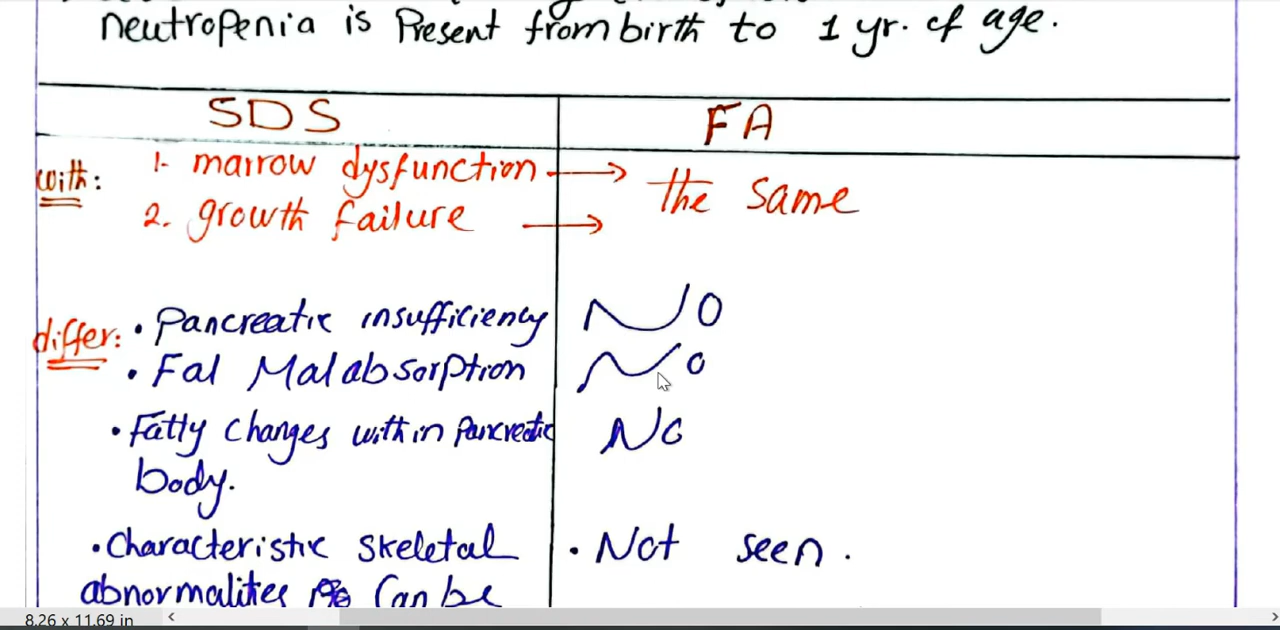 neutropenia is Present from birth to 1 yr. of age.
SDS FA
with: 1- marrow dysfunction → the same
2. growth failure →
differ: • Pancreatic insufficiency No
• Fat Malabsorption No
• Fatty changes within Pancreatic No
body.
• Characteristic skeletal • Not seen.
abnormalities can be
8.26 x 11.69 in